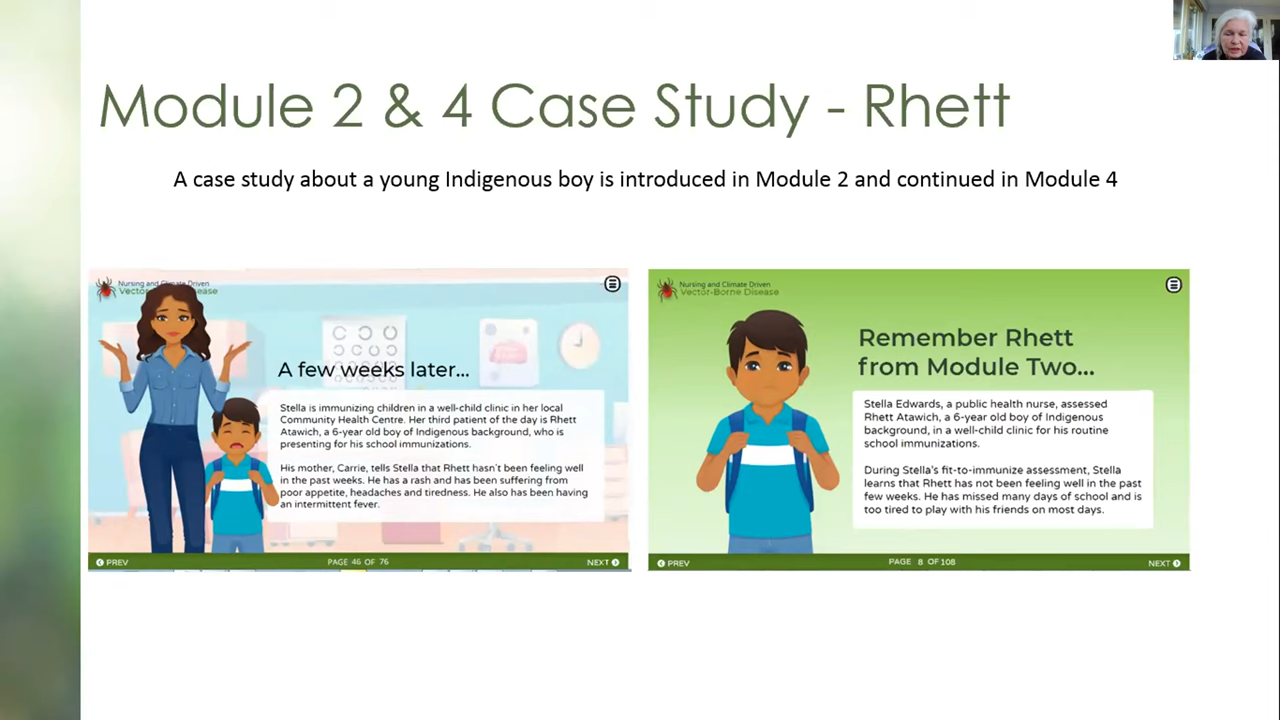 Module 2 & 4 Case Study - Rhett
A case study about a young Indigenous boy is introduced in Module 2 and continued in Module 4
Nursing and Climate Driven
Vector-Borne Disease
A few weeks later...
Stella is immunizing children in a well-child clinic in her local
Community Health Centre. Her third patient of the day is Rhett
Atawich, a 6-year old boy of Indigenous background, who is
presenting for his school immunizations.
His mother, Carrie, tells Stella that Rhett hasn't been feeling well
in the past weeks. He has a rash and has been suffering from
poor appetite, headaches and tiredness. He also has been having
an intermittent fever.
PREV
PAGE 46 OF 76
NEXT
Nursing and Climate Driven
Vector-Borne Disease
Remember Rhett
from Module Two...
Stella Edwards, a public health nurse, assessed
Rhett Atawich, a 6-year old boy of Indigenous
background, in a well-child clinic for his routine
school immunizations.
During Stella's fit-to-immunize assessment, Stella
learns that Rhett has not been feeling well in the past
few weeks. He has missed many days of school and is
too tired to play with his friends on most days.
PREV
PAGE 8 OF 108
NEXT